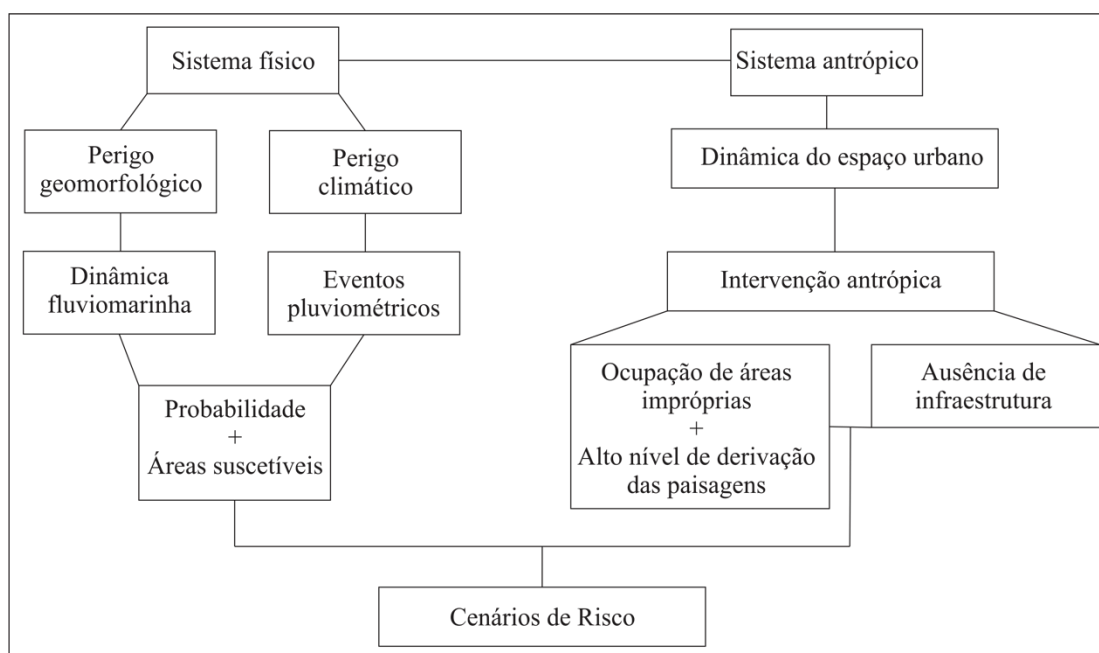 Sistema físico
Sistema antrópico
Perigo
geomorfológico
Perigo
climático
Dinâmica do espaço urbano
Dinâmica
fluviomarinha
Eventos
pluviométricos
Intervenção antrópica
Probabilidade
+
Áreas suscetíveis
Ocupação de áreas
impróprias
+
Alto nível de derivação
das paisagens
Ausência de
infraestrutura
Cenários de Risco